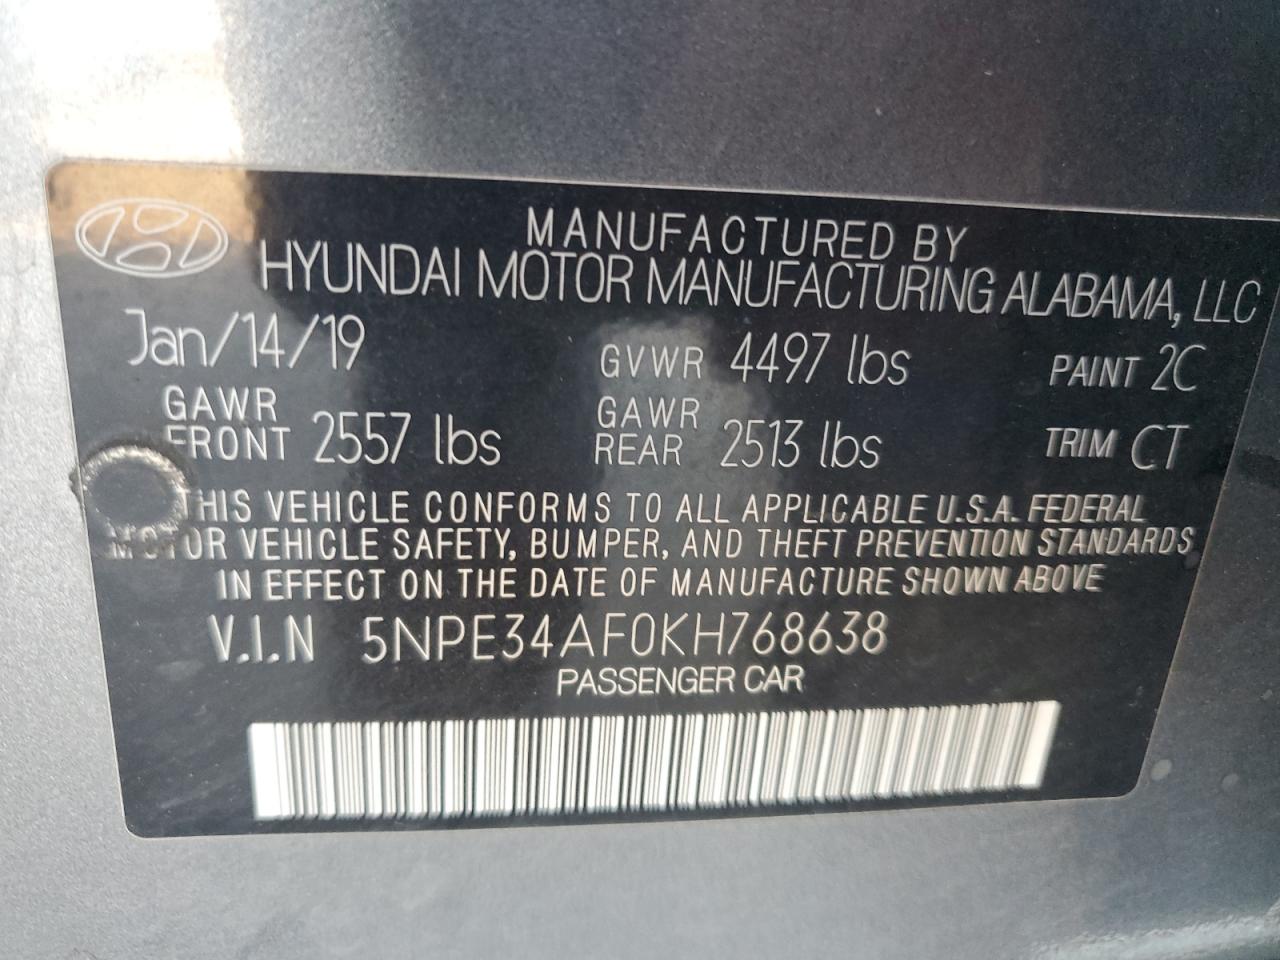 MANUFACTURED BY
HYUNDAI MOTOR MANUFACTURING ALABAMA, LLC
Jan/14/19 GVWR 4497 lbs PAINT 2C
GAWR FRONT 2557 lbs GAWR REAR 2513 lbs TRIM CT
THIS VEHICLE CONFORMS TO ALL APPLICABLE U.S.A. FEDERAL
MOTOR VEHICLE SAFETY, BUMPER, AND THEFT PREVENTION STANDARDS
IN EFFECT ON THE DATE OF MANUFACTURE SHOWN ABOVE
V.I.N 5NPE34AF0KH768638
PASSENGER CAR